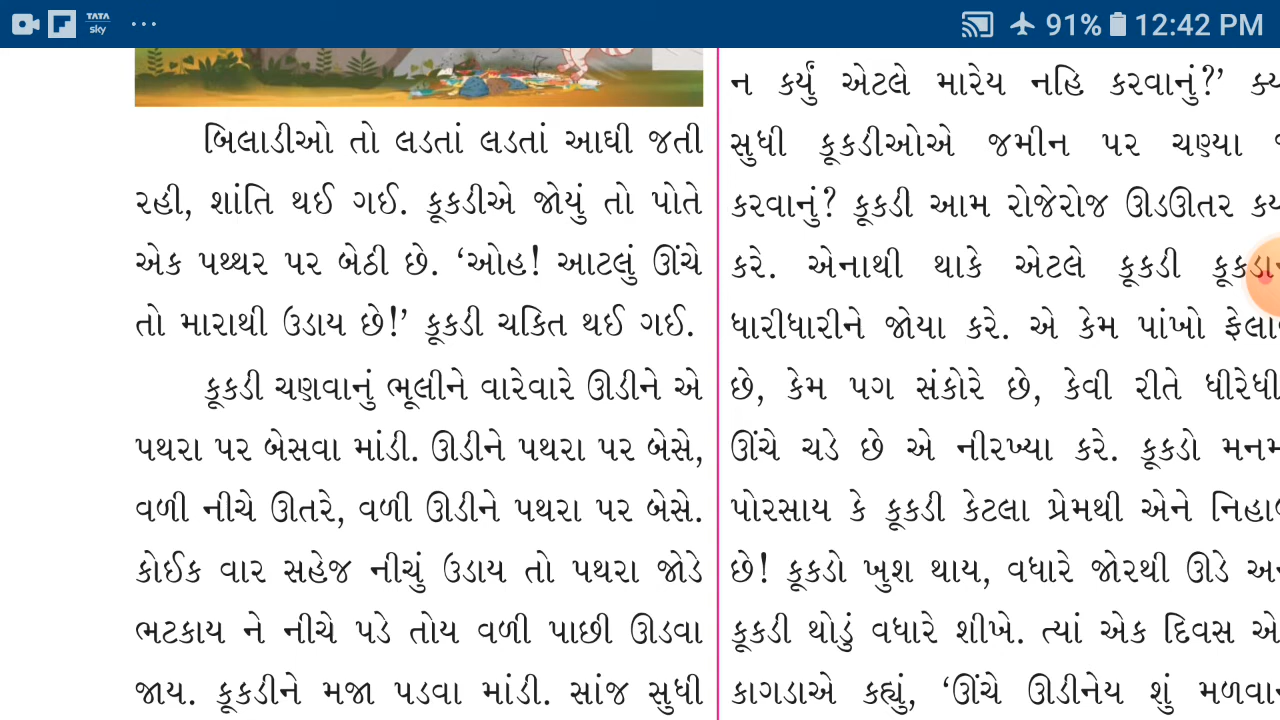 TATA sky
91% 12:42 PM
બિલાડીઓ તો લડતાં લડતાં આઘી જતી
રહી, શાંતિ થઈ ગઈ. કૂકડીએ જોયું તો પોતે
એક પથ્થર પર બેઠી છે. ‘ઓહ! આટલું ઊંચે
તો મારાથી ઉડાય છે!’ કૂકડી ચકિત થઈ ગઈ.
કૂકડી ચણવાનું ભૂલીને વારેવારે ઊડીને એ
પથરા પર બેસવા માંડી. ઊડીને પથરા પર બેસે,
વળી નીચે ઊતરે, વળી ઊડીને પથરા પર બેસે.
કોઈક વાર સહેજ નીચું ઉડાય તો પથરા જોડે
ભટકાય ને નીચે પડે તોય વળી પાછી ઊડવા
જાય. કૂકડીને મજા પડવા માંડી. સાંજ સુધી
ન કર્યું એટલે મારેય નહિ કરવાનું?’
સુધી કૂકડીઓએ જમીન પર ચણ્યા
કરવાનું? કૂકડી આમ રોજેરોજ ઊડઊતર
કરે. એનાથી થાકે એટલે કૂકડી
ધારીધારીને જોયા કરે. એ કેમ પાંખો
છે, કેમ પગ સંકોરે છે, કેવી રીતે
ઊંચે ચડે છે એ નીરખ્યા કરે. કૂકડો
પોરસાય કે કૂકડી કેટલા પ્રેમથી એને
છે! કૂકડો ખુશ થાય, વધારે જોરથી ઊડે
કૂકડી થોડું વધારે શીખે. ત્યાં એક દિવસ
કાગડાએ કહ્યું, ‘ઊંચે ઊડીનેય શું